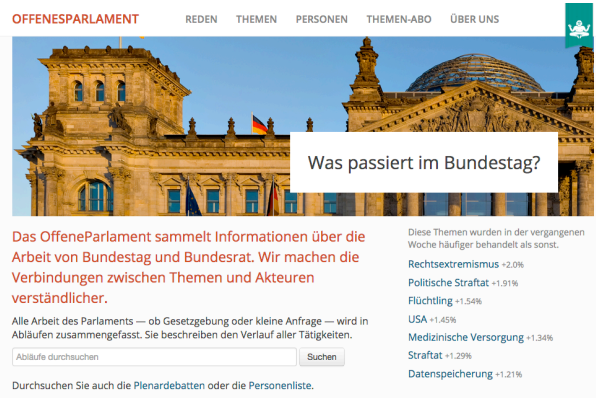 OFFENESPARLAMENT
REDEN THEMEN PERSONEN THEMEN-ABO ÜBER UNS
Was passiert im Bundestag?
Das OffeneParlament sammelt Informationen über die
Arbeit von Bundestag und Bundesrat. Wir machen die
Verbindungen zwischen Themen und Akteuren
verständlicher.
Alle Arbeit des Parlaments — ob Gesetzgebung oder kleine Anfrage — wird in
Abläufen zusammengefasst. Sie beschreiben den Verlauf aller Tätigkeiten.
Abläufe durchsuchen
Suchen
Durchsuchen Sie auch die Plenardebatten oder die Personenliste.
Diese Themen wurden in der vergangenen
Woche häufiger behandelt als sonst.
Rechtsextremismus +2.0%
Politische Straftat +1.91%
Flüchtling +1.54%
USA +1.45%
Medizinische Versorgung +1.34%
Straftat +1.29%
Datenspeicherung +1.21%